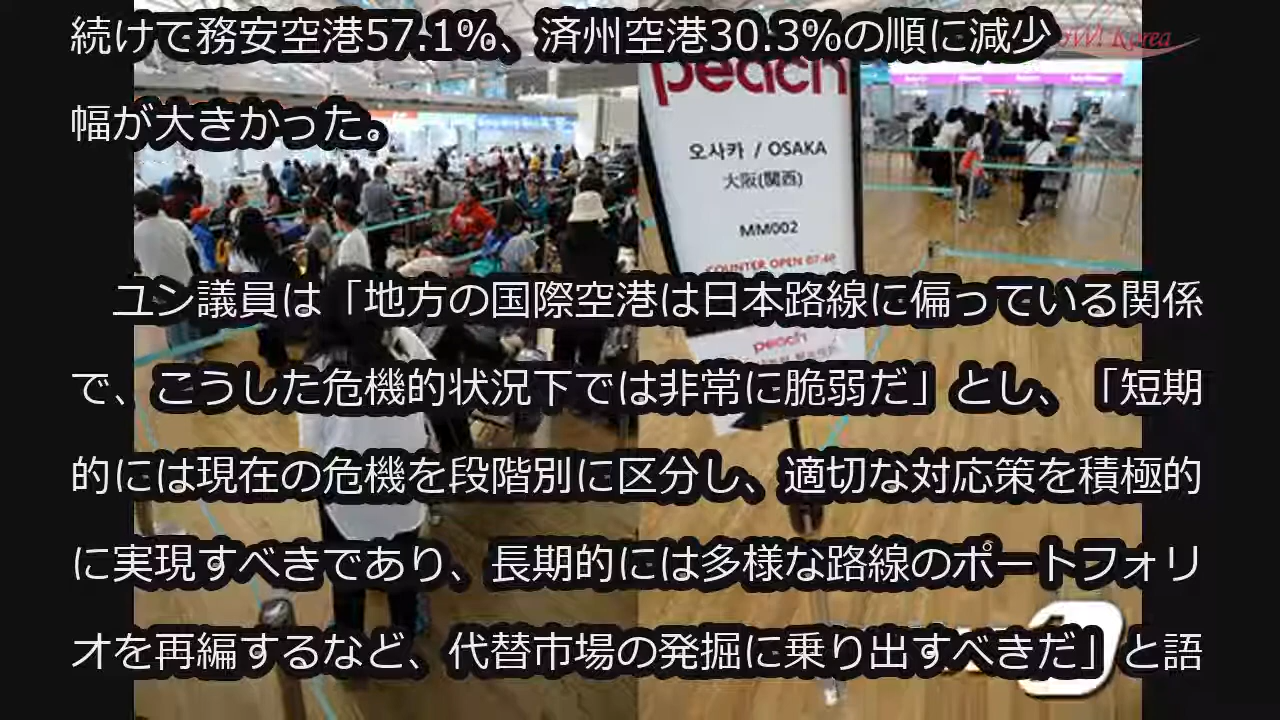 続けて務安空港57.1%、済州空港30.3%の順に減少
幅が大きかった。
ユン議員は「地方の国際空港は日本路線に偏っている関係
で、こうした危機的状況下では非常に脆弱だ」とし、「短期
的には現在の危機を段階別に区分し、適切な対応策を積極的
に実現すべきであり、長期的には多様な路線のポートフォリ
オを再編するなど、代替市場の発掘に乗り出すべきだ」と語
Korea
peach
오사카 / OSAKA
大阪(関西)
MM002
COUNTER OPEN 07:40
peach